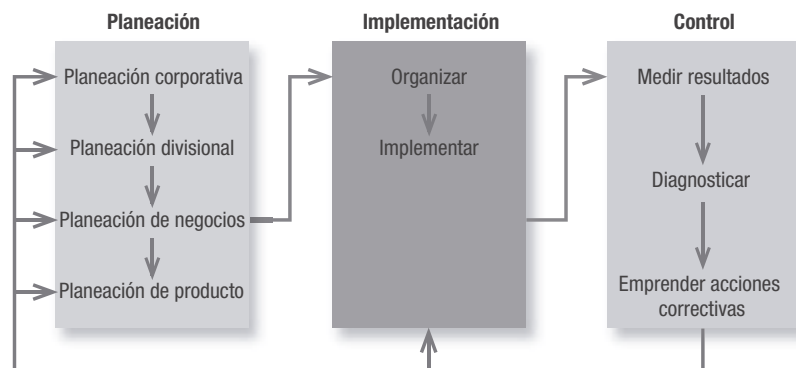 Planeación
Planeación corporativa
Planeación divisional
Planeación de negocios
Planeación de producto
Implementación
Organizar
Implementar
Control
Medir resultados
Diagnosticar
Emprender acciones
correctivas